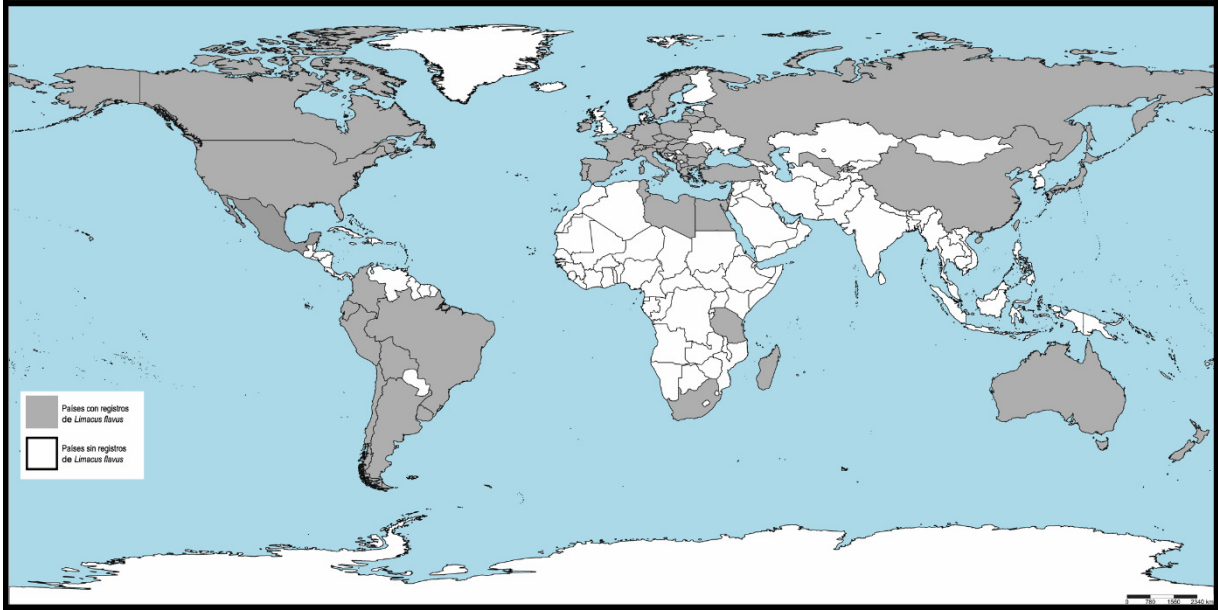 Países con registros
de Limacus flavus
Países sin registros
de Limacus flavus
0 780 1560 2340 km